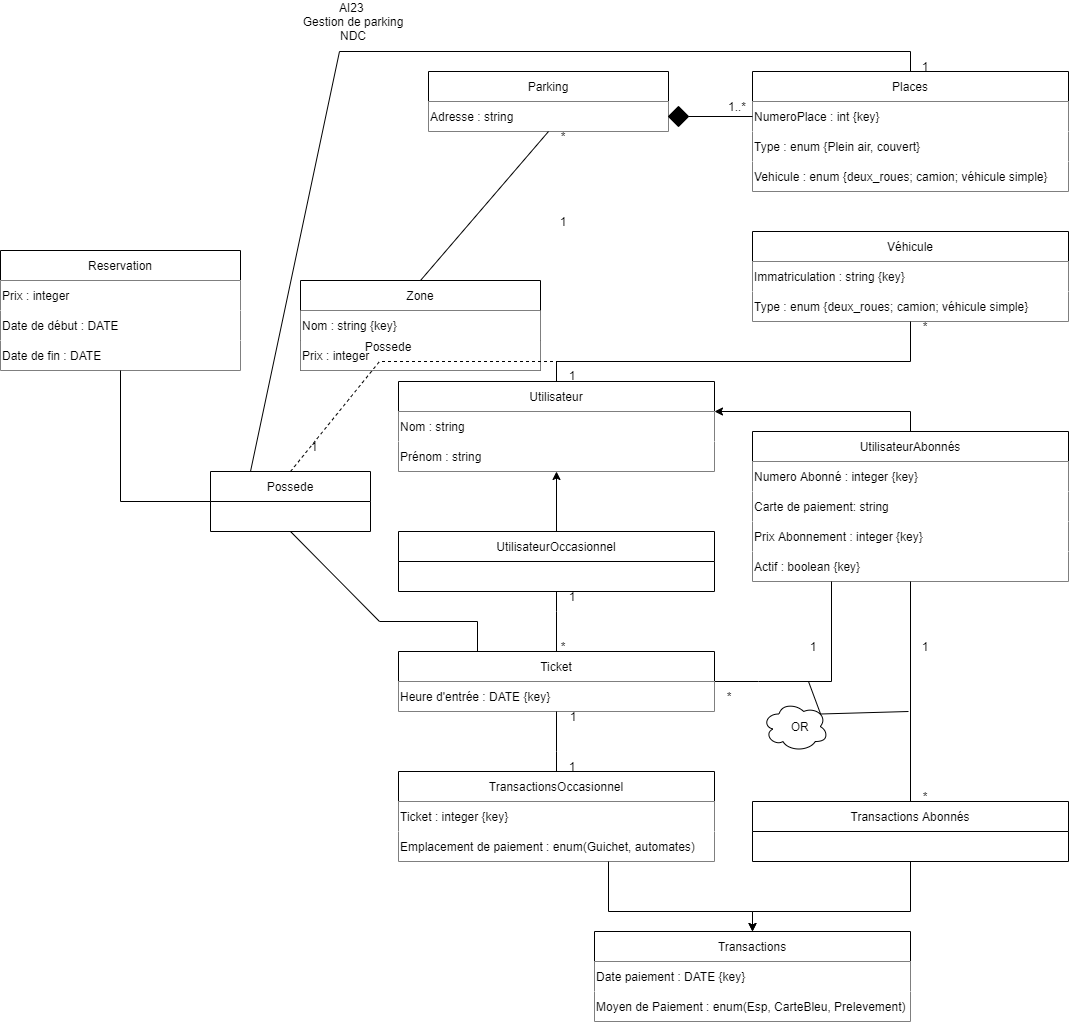 AI23
Gestion de parking
NDC
1
Parking
Adresse : string
1..*
Places
NumeroPlace : int {key}
Type : enum {Plein air, couvert}
Vehicule : enum {deux_roues; camion; véhicule simple}
*
1
Véhicule
Immatriculation : string {key}
Type : enum {deux_roues; camion; véhicule simple}
*
Reservation
Prix : integer
Date de début : DATE
Date de fin : DATE
Zone
Nom : string {key}
Prix : integer
Possede
1
Utilisateur
Nom : string
Prénom : string
1
Possede
UtilisateurAbonnés
Numero Abonné : integer {key}
Carte de paiement: string
Prix Abonnement : integer {key}
Actif : boolean {key}
UtilisateurOccasionnel
1
*
1
1
Ticket
Heure d'entrée : DATE {key}
*
OR
1
1
TransactionsOccasionnel
Ticket : integer {key}
Emplacement de paiement : enum(Guichet, automates)
*
Transactions Abonnés
Transactions
Date paiement : DATE {key}
Moyen de Paiement : enum(Esp, CarteBleu, Prelevement)